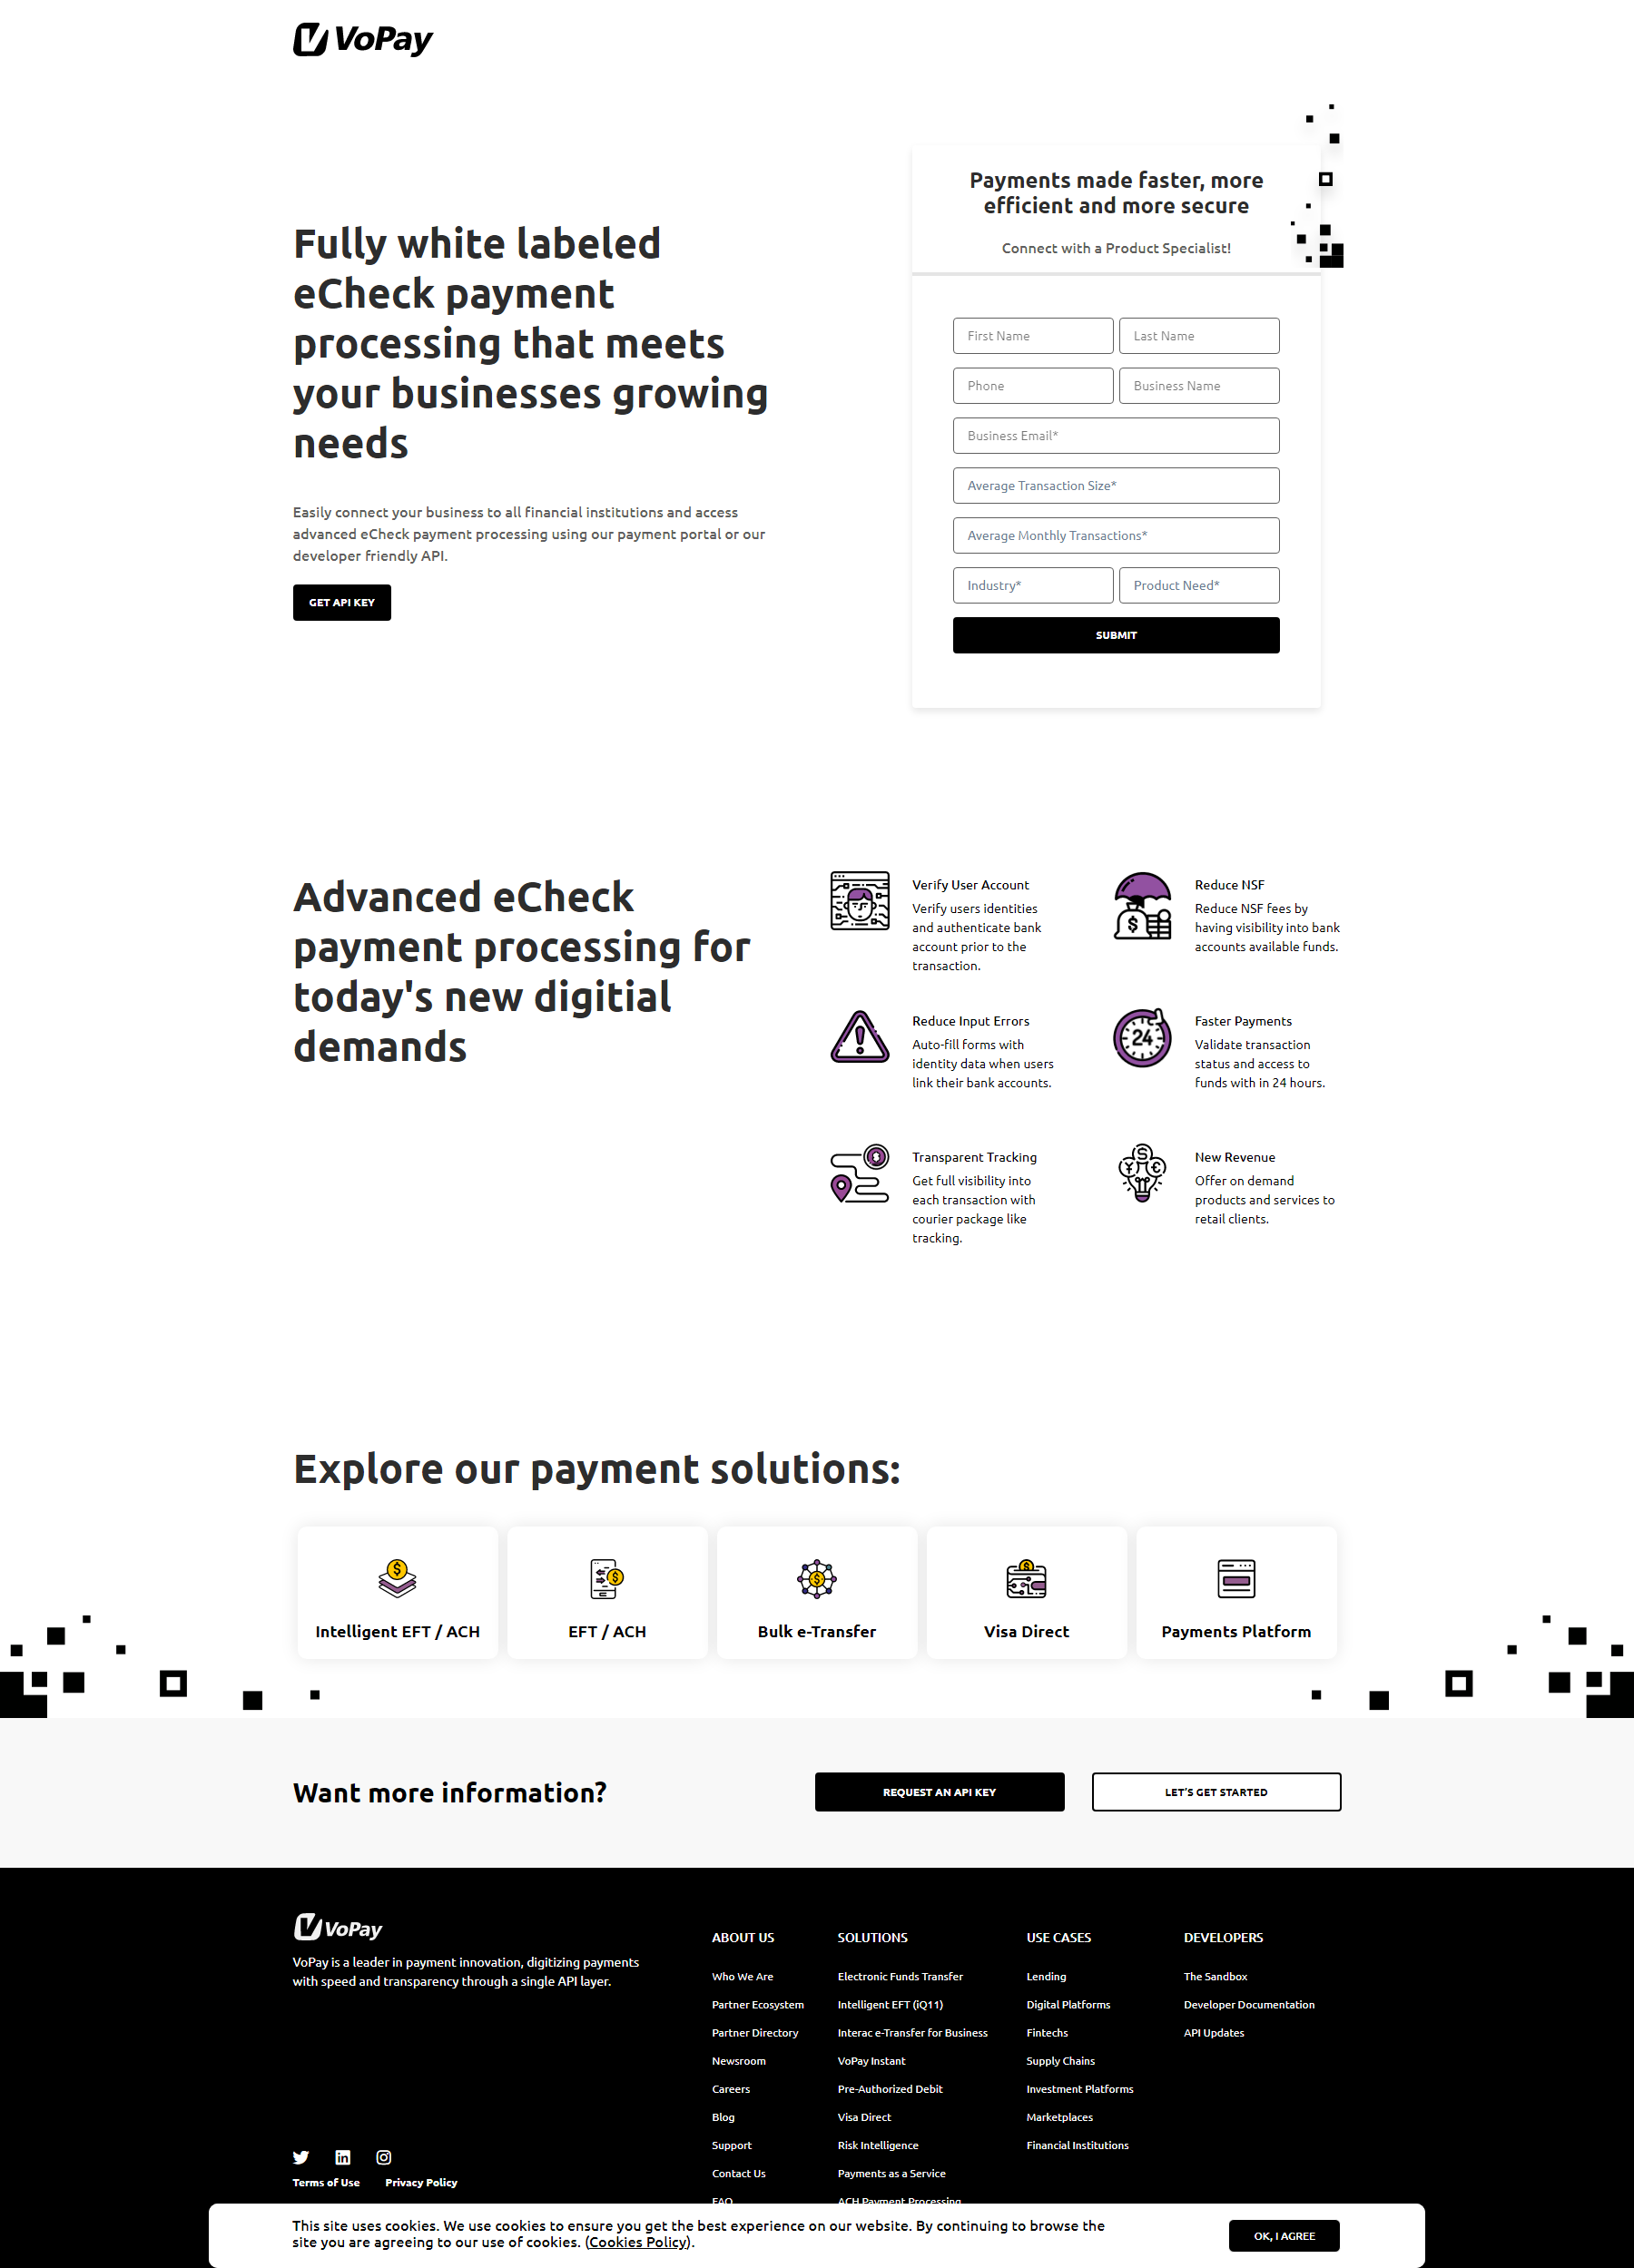 VoPay
Fully white labeled
eCheck payment
processing that meets
your businesses growing
needs
Easily connect your business to all financial institutions and access
advanced eCheck payment processing using our payment portal or our
developer friendly API.
GET API KEY
Payments made faster, more
efficient and more secure
Connect with a Product Specialist!
First Name
Last Name
Phone
Business Name
Business Email*
Average Transaction Size*
Average Monthly Transactions*
Industry*
Product Need*
SUBMIT
Advanced eCheck
payment processing for
today's new digitial
demands
Verify User Account
Verify users identities
and authenticate bank
account prior to the
transaction.
Reduce NSF
Reduce NSF fees by
having visibility into bank
accounts available funds.
Reduce Input Errors
Auto-fill forms with
identity data when users
link their bank accounts.
24
Faster Payments
Validate transaction
status and access to
funds with in 24 hours.
Transparent Tracking
Get full visibility into
each transaction with
courier package like
tracking.
New Revenue
Offer on demand
products and services to
retail clients.
Explore our payment solutions:
Intelligent EFT / ACH
EFT / ACH
Bulk e-Transfer
Visa Direct
Payments Platform
Want more information?
REQUEST AN API KEY
LET'S GET STARTED
VoPay
VoPay is a leader in payment innovation, digitizing payments
with speed and transparency through a single API layer.
Terms of Use
Privacy Policy
ABOUT US
Who We Are
Partner Ecosystem
Partner Directory
Newsroom
Careers
Blog
Support
Contact Us
FAQ
SOLUTIONS
Electronic Funds Transfer
Intelligent EFT (iQ11)
Interac e-Transfer for Business
VoPay Instant
Pre-Authorized Debit
Visa Direct
Risk Intelligence
Payments as a Service
ACH Payment Processing
USE CASES
Lending
Digital Platforms
Fintechs
Supply Chains
Investment Platforms
Marketplaces
Financial Institutions
DEVELOPERS
The Sandbox
Developer Documentation
API Updates
This site uses cookies. We use cookies to ensure you get the best experience on our website. By continuing to browse the
site you are agreeing to our use of cookies. (Cookies Policy).
OK, I AGREE